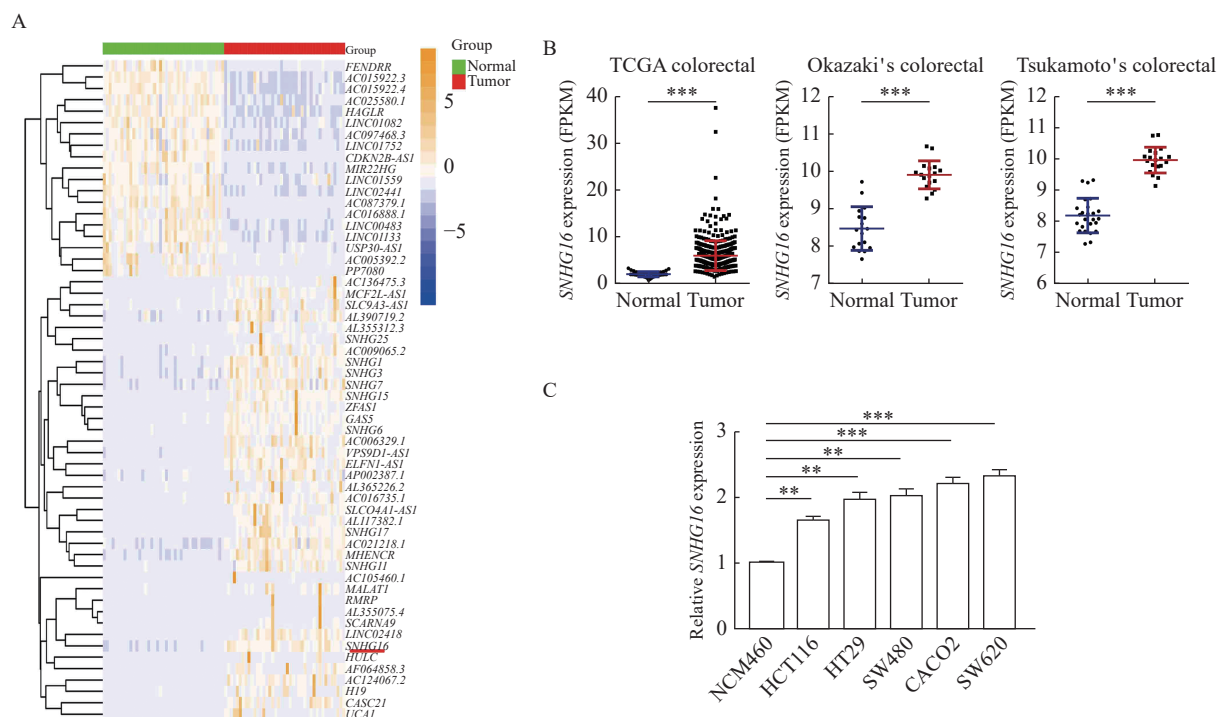 A
Group
Group
Normal
Tumor
5
0
−5
FENDRR
AC015922.3
AC015922.4
AC025580.1
HAGLR
LINC01082
AC097468.3
LINC01752
CDKN2B-AS1
MIR22HG
LINC01559
LINC02441
AC087379.1
AC016888.1
LINC00483
LINC01133
USP30-AS1
AC005392.2
PP7080
AC136475.3
MCF2L-AS1
SLC9A3-AS1
AL390719.2
AL355312.3
SNHG25
AC009065.2
SNHG1
SNHG3
SNHG7
SNHG15
ZFAS1
GAS5
SNHG6
AC006329.1
VPS9D1-AS1
ELFN1-AS1
AP002387.1
AL365226.2
AC016735.1
SLCO4A1-AS1
AL117382.1
SNHG17
AC021218.1
MHENCR
SNHG11
AC105460.1
MALAT1
RMRP
AL355075.4
SCARNA9
LINC02418
SNHG16
HULC
AF064858.3
AC124067.2
H19
CASC21
UCA1
B
TCGA colorectal
***
SNHG16 expression (FPKM)
40
30
20
10
0
Normal Tumor
Okazaki's colorectal
***
SNHG16 expression (FPKM)
12
11
10
9
8
7
Normal Tumor
Tsukamoto's colorectal
***
SNHG16 expression (FPKM)
12
11
10
9
8
7
6
Normal Tumor
C
***
***
**
**
**
Relative SNHG16 expression
3
2
1
0
NCM460
HCT116
HT29
SW480
CACO2
SW620